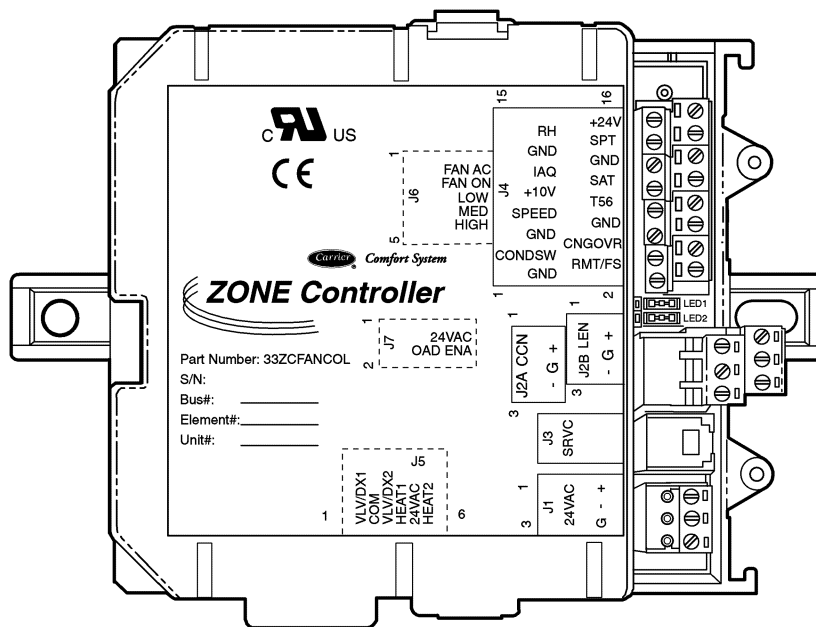 C UL US
CE
15
16
RH
GND
IAQ
+10V
SPEED
GND
CONDSW
GND
J4
+24V
SPT
GND
SAT
T56
GND
CNGOVR
RMT/FS
1
2
1
J6
5
FAN AC
FAN ON
LOW
MED
HIGH
Carrier ® Comfort System
ZONE Controller
LED1
LED2
1
J7
2
24VAC
OAD ENA
1
J2A CCN
3
- G +
1
J2B LEN
3
- G +
Part Number: 33ZCFANCOL
S/N:
Bus#:
Element#:
Unit#:
J3
SRVC
J5
1
VLV/DX1
COM
VLV/DX2
HEAT1
24VAC
HEAT2
6
1
J1
3
24VAC
G - +